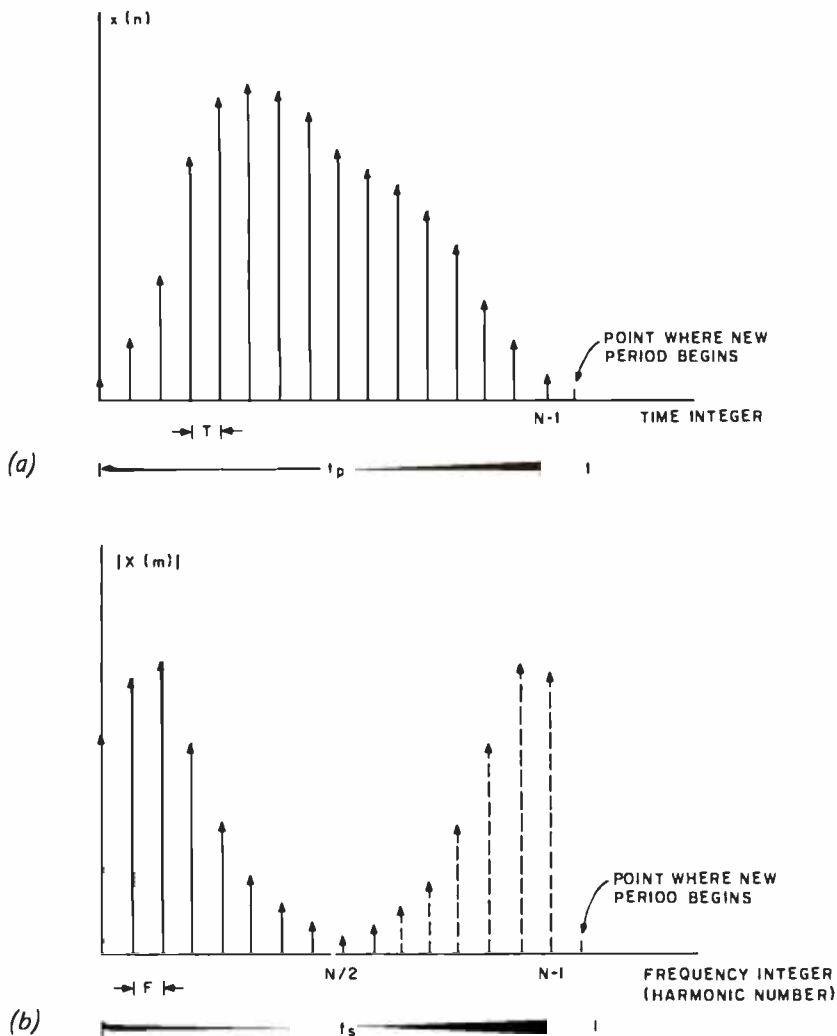 x (n)
POINT WHERE NEW
PERIOD BEGINS
N-1
TIME INTEGER
T
(a)
tp
|X (m)|
POINT WHERE NEW
PERIOD BEGINS
N/2
N-1
FREQUENCY INTEGER
(HARMONIC NUMBER)
F
(b)
fs